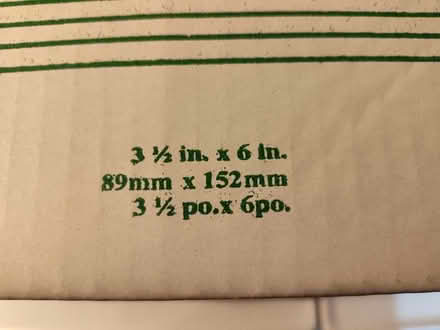 3 ½ in. x 6 in.
89mm x 152mm
3 ½ po.x 6po.